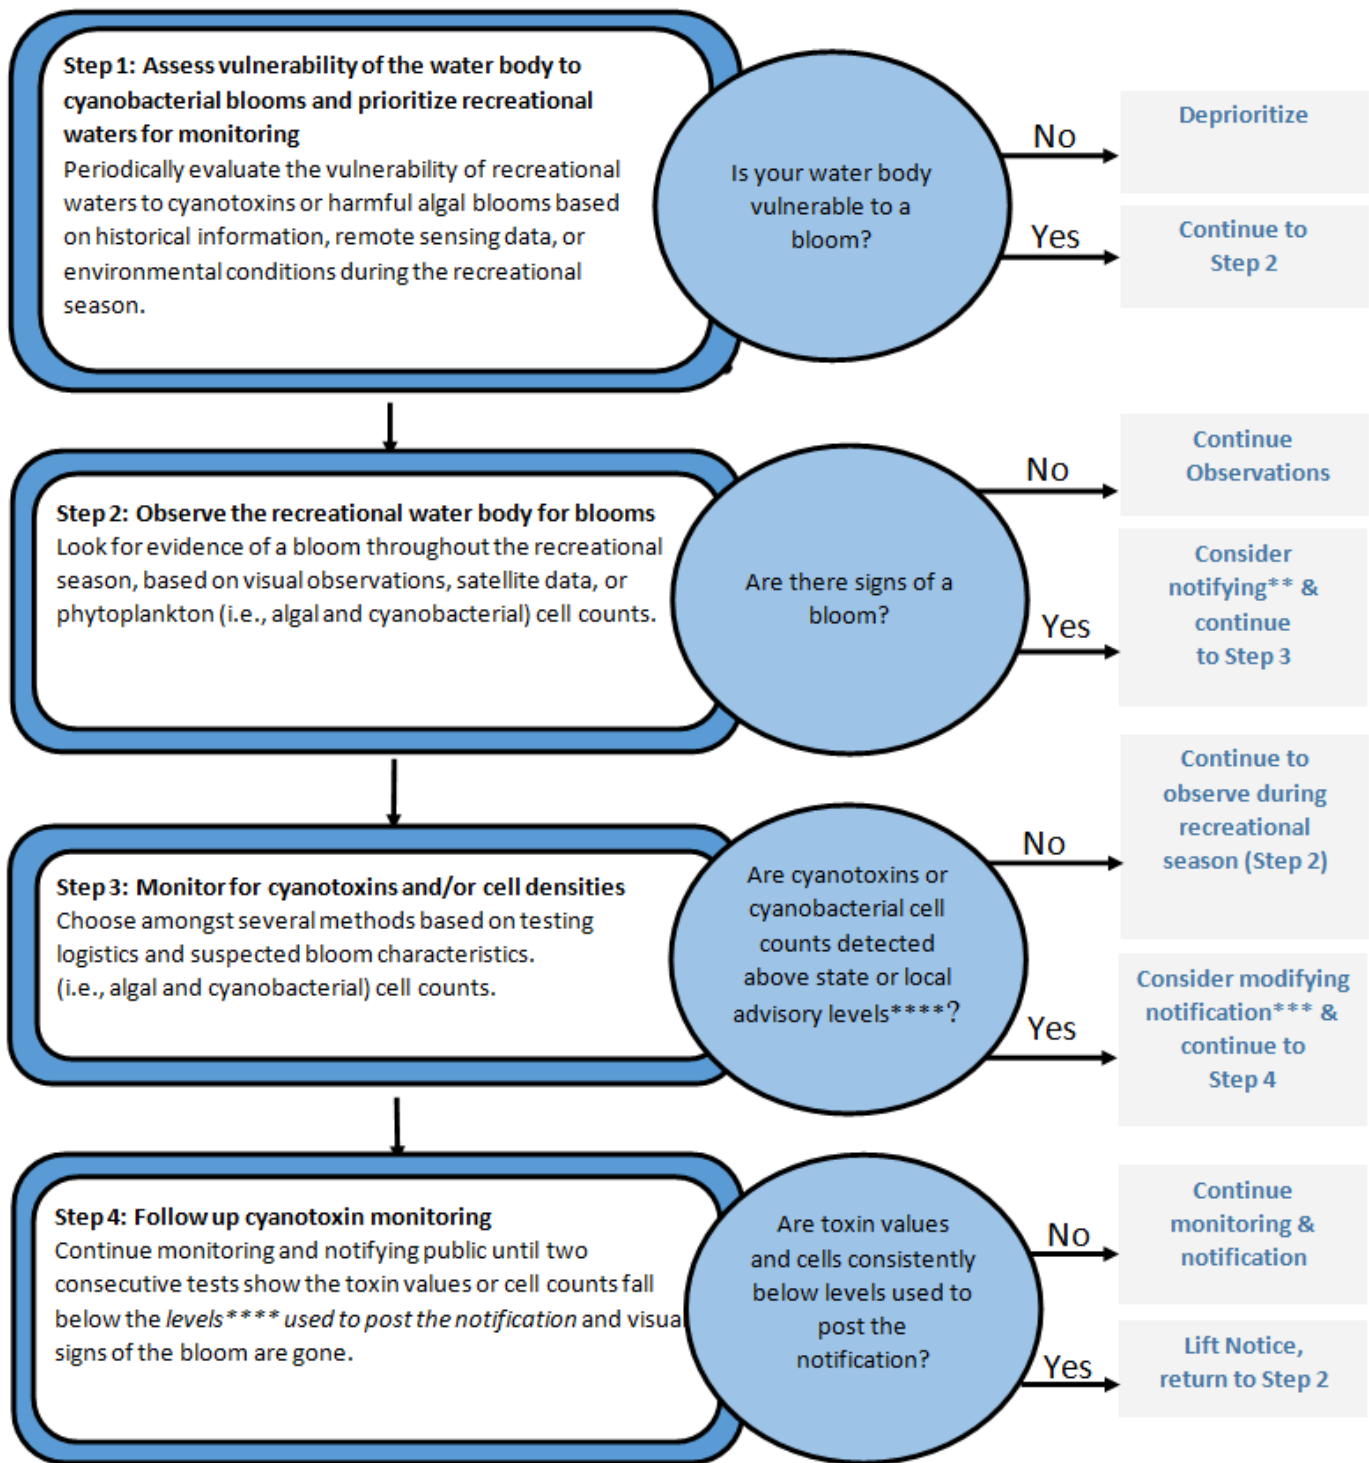 Step 1: Assess vulnerability of the water body to
cyanobacterial blooms and prioritize recreational
waters for monitoring
Periodically evaluate the vulnerability of recreational
waters to cyanotoxins or harmful algal blooms based
on historical information, remote sensing data, or
environmental conditions during the recreational
season.
Is your water body
vulnerable to a
bloom?
No
Deprioritize
Yes
Continue to
Step 2
Step 2: Observe the recreational water body for blooms
Look for evidence of a bloom throughout the recreational
season, based on visual observations, satellite data, or
phytoplankton (i.e., algal and cyanobacterial) cell counts.
Are there signs of a
bloom?
No
Continue
Observations
Yes
Consider
notifying** &
continue
to Step 3
Step 3: Monitor for cyanotoxins and/or cell densities
Choose amongst several methods based on testing
logistics and suspected bloom characteristics.
(i.e., algal and cyanobacterial) cell counts.
Are cyanotoxins or
cyanobacterial cell
counts detected
above state or local
advisory levels****?
No
Continue to
observe during
recreational
season (Step 2)
Yes
Consider modifying
notification*** &
continue to
Step 4
Step 4: Follow up cyanotoxin monitoring
Continue monitoring and notifying public until two
consecutive tests show the toxin values or cell counts fall
below the levels**** used to post the notification and visual
signs of the bloom are gone.
Are toxin values
and cells consistently
below levels used to
post the
notification?
No
Continue
monitoring &
notification
Yes
Lift Notice,
return to Step 2